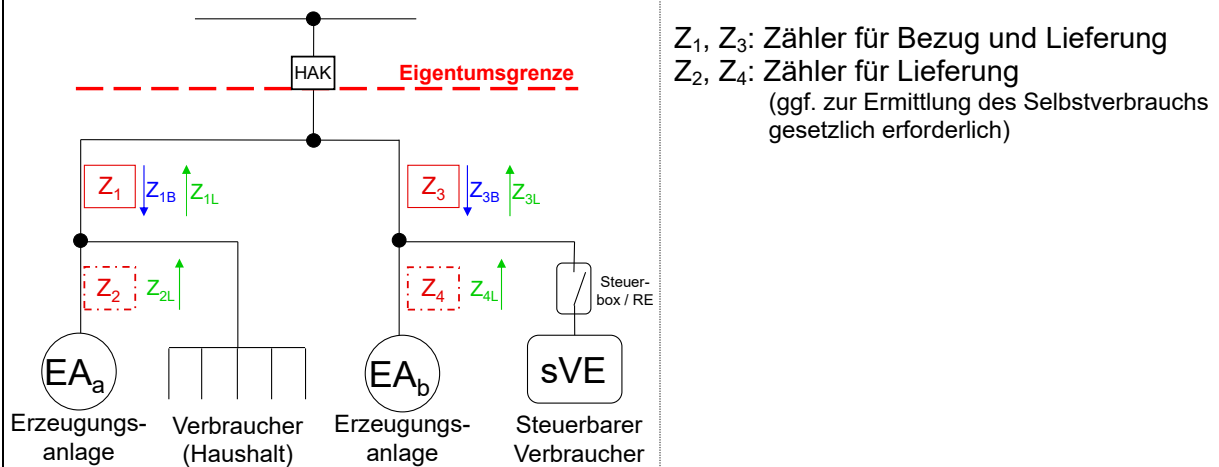 HAK
Eigentumsgrenze
Z1 Z1B Z1L
Z3 Z3B Z3L
Z2 Z2L
Z4 Z4L
Steuer-
box / RE
EAa
EAb
sVE
Erzeugungs-
anlage
Verbraucher
(Haushalt)
Erzeugungs-
anlage
Steuerbarer
Verbraucher
Z1, Z3: Zähler für Bezug und Lieferung
Z2, Z4: Zähler für Lieferung
(ggf. zur Ermittlung des Selbstverbrauchs
gesetzlich erforderlich)